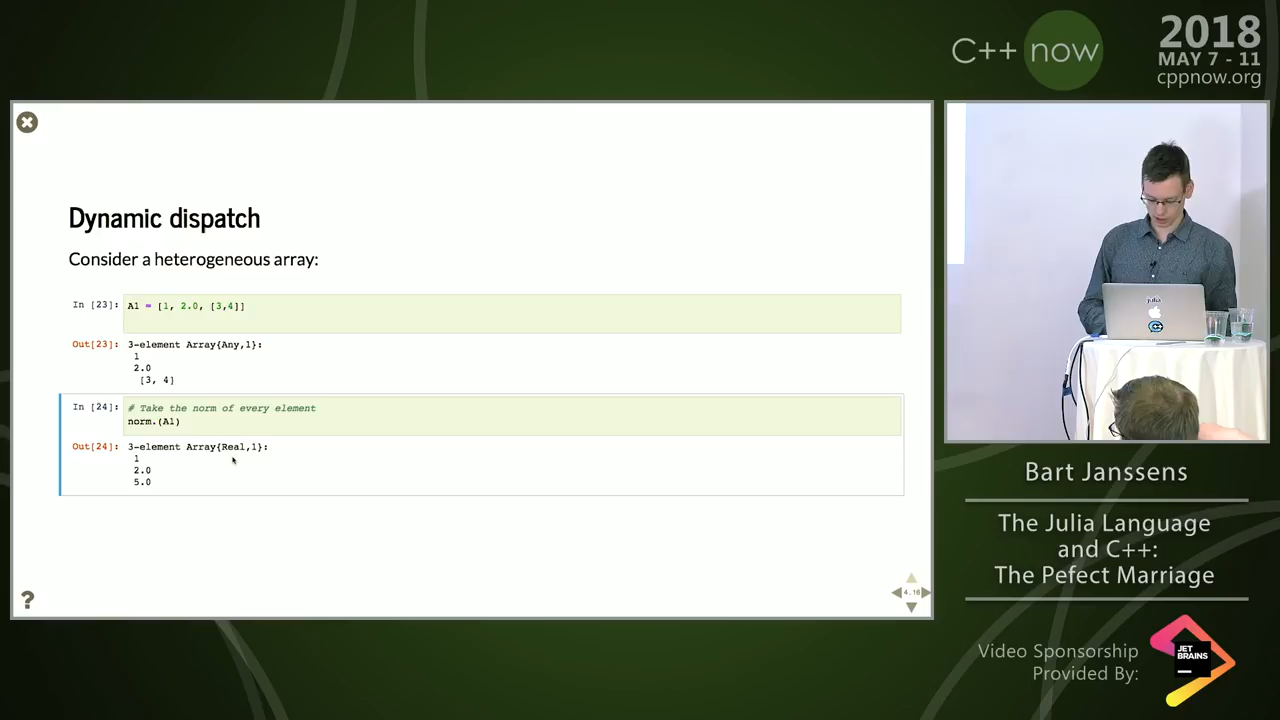 C++ now
2018
MAY 7 - 11
cppnow.org
Dynamic dispatch
Consider a heterogeneous array:
In [23]: A1 = [1, 2.0, [3,4]]
Out[23]: 3-element Array{Any,1}:
1
2.0
[3, 4]
In [24]: # Take the norm of every element
norm.(A1)
Out[24]: 3-element Array{Real,1}:
1
2.0
5.0
?
4.16
julia
Bart Janssens
The Julia Language
and C++:
The Pefect Marriage
Video Sponsorship
Provided By:
JET
BRAINS